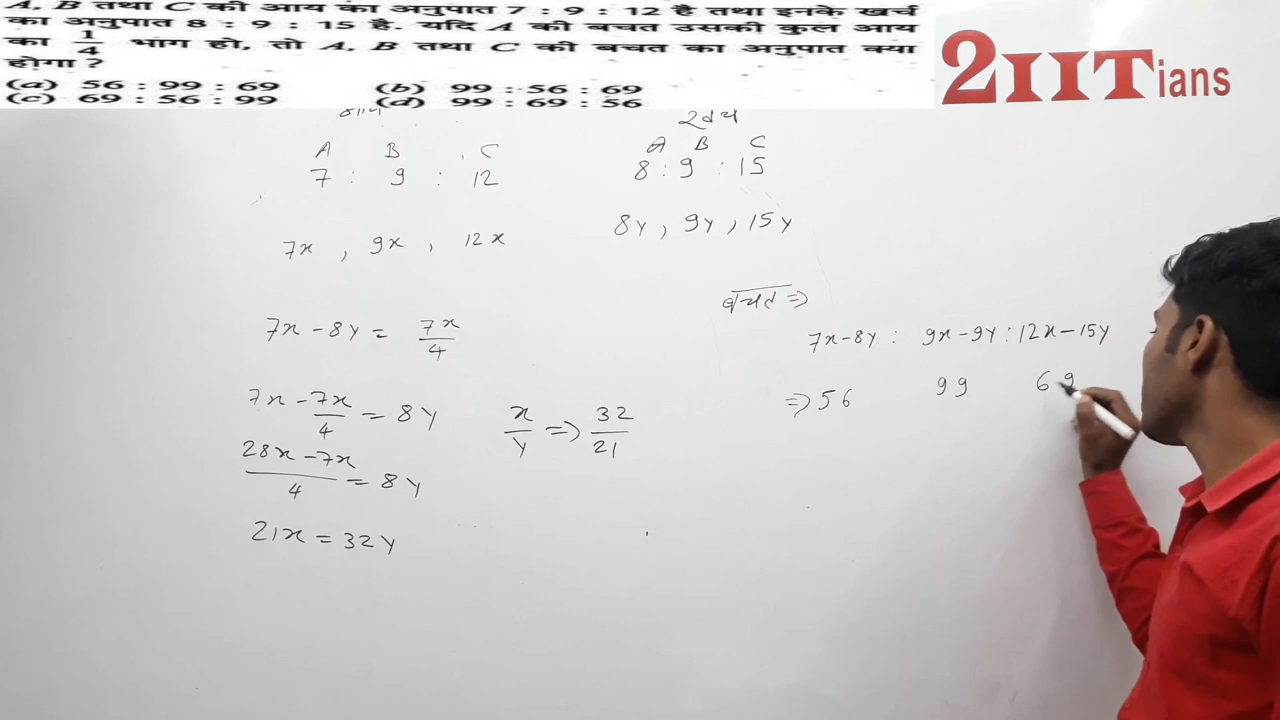 A, B तथा C की आय का अनुपात 7 : 9 : 12 है तथा इनके खर्च
का अनुपात 8 : 9 : 15 है. यदि A की बचत उसकी कुल आय
का 1/4 भाग हो, तो A, B तथा C की बचत का अनुपात क्या
होगा ?
(a) 56 : 99 : 69 (b) 99 : 56 : 69
(c) 69 : 56 : 99 (d) 99 : 69 : 56
2IITians
A B C
7 : 9 : 12
7x , 9x , 12x
7x - 8y = 7x/4
7x - 7x/4 = 8y
28x - 7x/4 = 8y
21x = 32y
x/y => 32/21
A B C
8 : 9 : 15
8y , 9y , 15y
बचत =>
7x-8y : 9x-9y : 12x-15y
=> 56 99 69